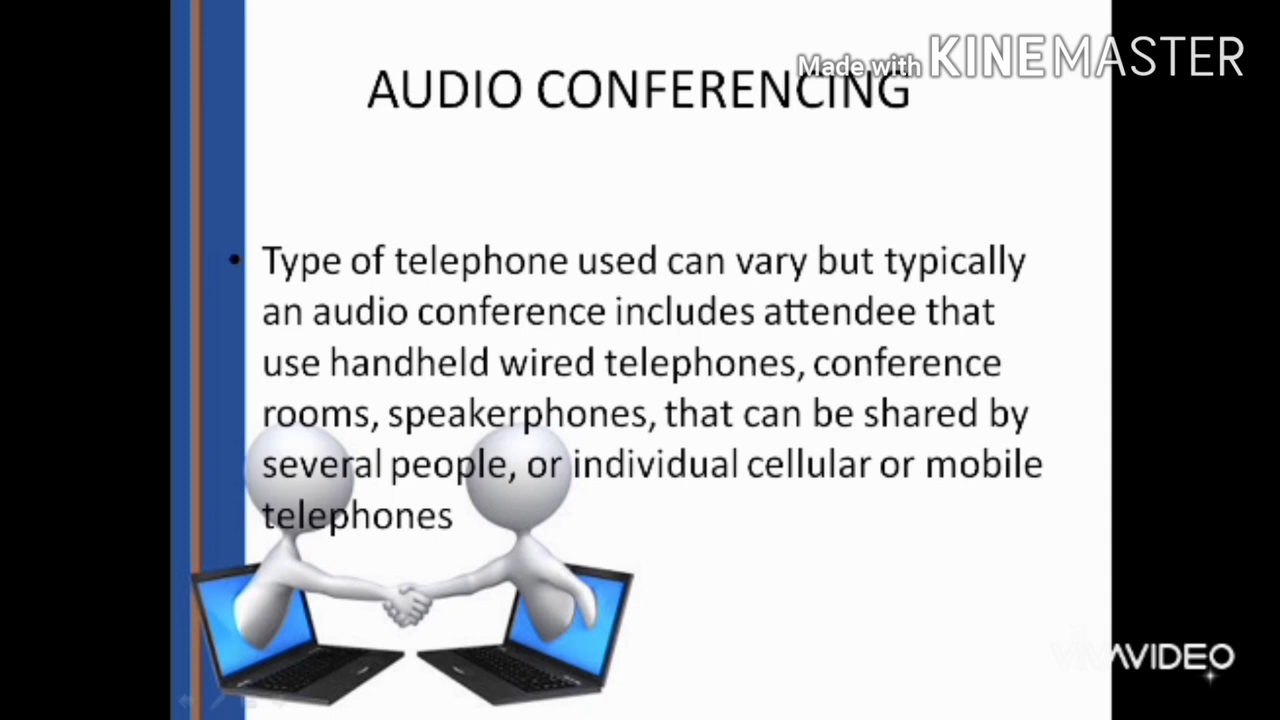 Made with KINEMASTER
AUDIO CONFERENCING
• Type of telephone used can vary but typically
an audio conference includes attendee that
use handheld wired telephones, conference
rooms, speakerphones, that can be shared by
several people, or individual cellular or mobile
telephones
VIVAVIDEO